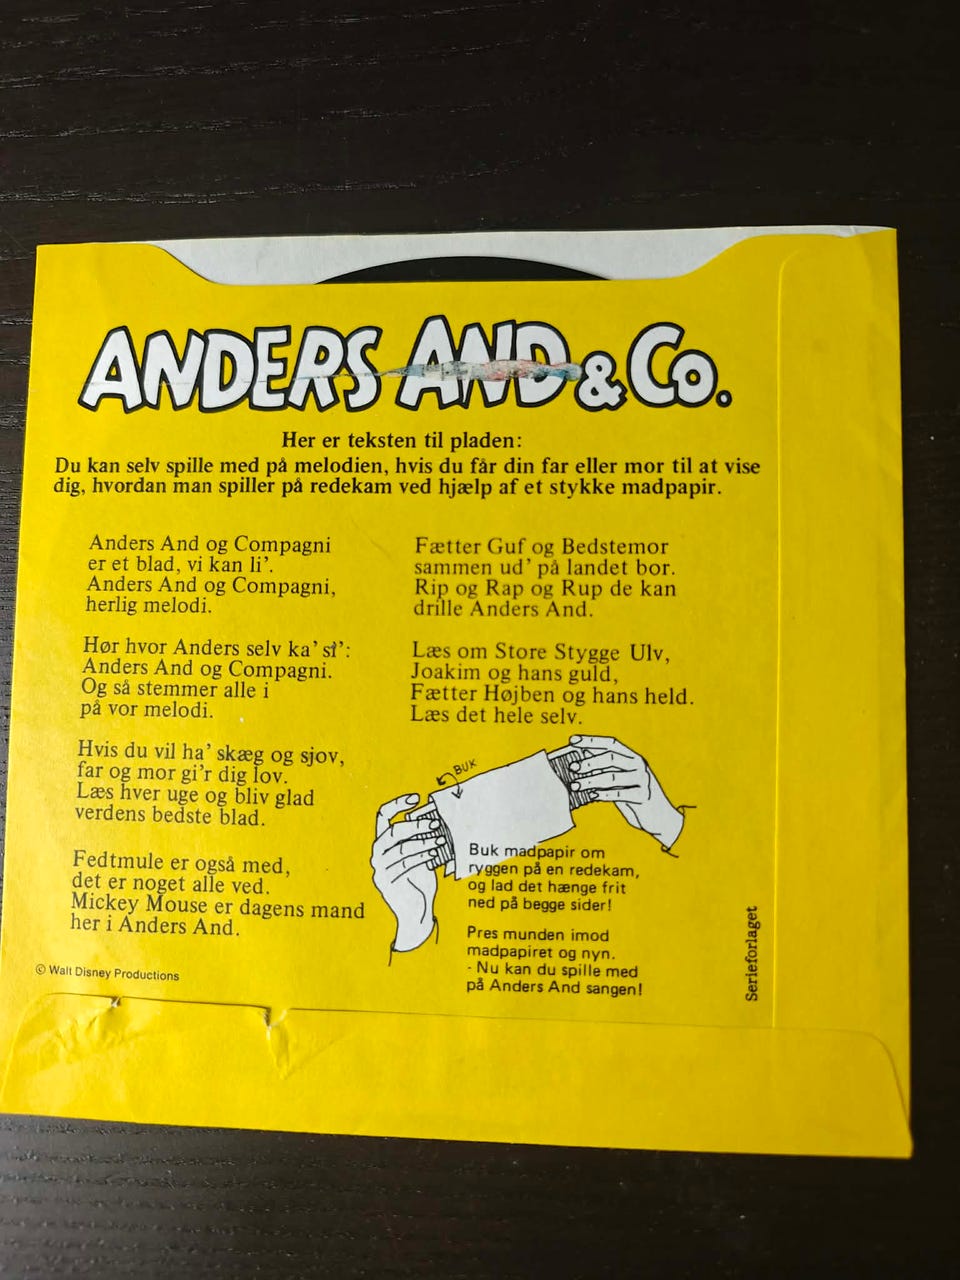 ANDERS AND & Co.
Her er teksten til pladen:
Du kan selv spille med på melodien, hvis du får din far eller mor til at vise
dig, hvordan man spiller på redekam ved hjælp af et stykke madpapir.
Anders And og Compagni
er et blad, vi kan li’.
Anders And og Compagni,
herlig melodi.
Hør hvor Anders selv ka’ si’:
Anders And og Compagni.
Og så stemmer alle i
på vor melodi.
Hvis du vil ha’ skæg og sjov,
far og mor gi’r dig lov.
Læs hver uge og bliv glad
verdens bedste blad.
Fedtmule er også med,
det er noget alle ved.
Mickey Mouse er dagens mand
her i Anders And.
Fætter Guf og Bedstemor
sammen ud’ på landet bor.
Rip og Rap og Rup de kan
drille Anders And.
Læs om Store Stygge Ulv,
Joakim og hans guld,
Fætter Højben og hans held.
Læs det hele selv.
BUK
Buk madpapir om
ryggen på en redekam,
og lad det hænge frit
ned på begge sider!
Pres munden imod
madpapiret og nyn.
- Nu kan du spille med
på Anders And sangen!
© Walt Disney Productions
Serieforlaget